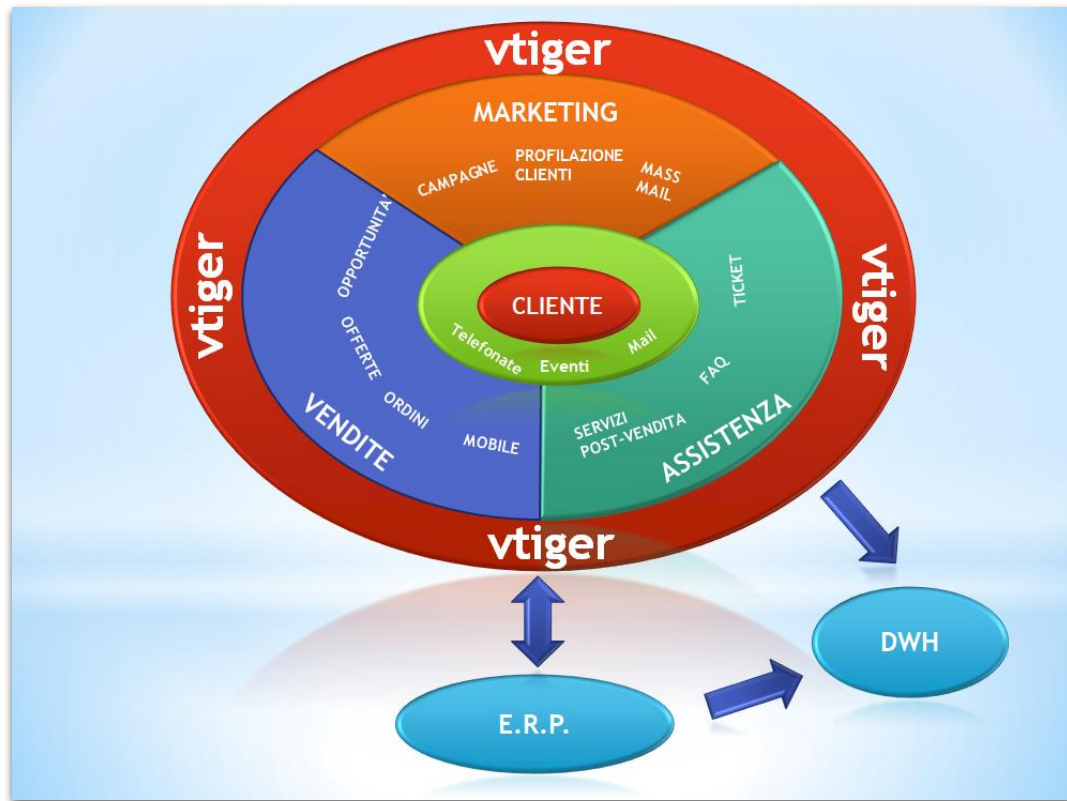 vtiger
MARKETING
CAMPAGNE
PROFILAZIONE
CLIENTI
MASS
MAIL
vtiger
OPPORTUNITA'
OFFERTE
ORDINI
MOBILE
VENDITE
CLIENTE
Telefonate
Eventi
Mail
TICKET
FAQ
SERVIZI
POST-VENDITA
ASSISTENZA
vtiger
vtiger
DWH
E.R.P.